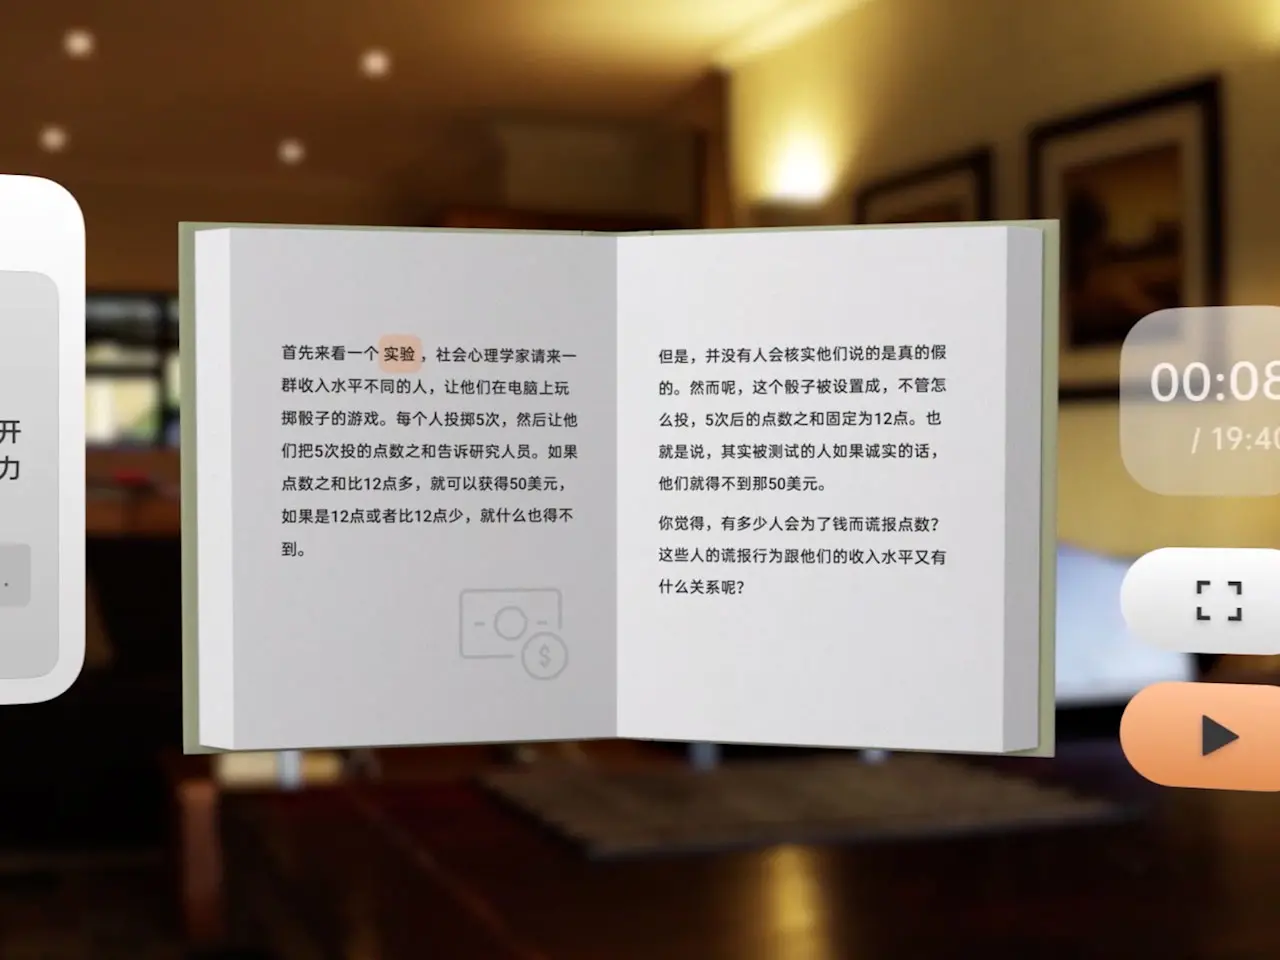 开
力
.
首先来看一个实验，社会心理学家请来一
群收入水平不同的人，让他们在电脑上玩
掷骰子的游戏。每个人投掷5次，然后让他
们把5次投的点数之和告诉研究人员。如果
点数之和比12点多，就可以获得50美元，
如果是12点或者比12点少，就什么也得不
到。
$
但是，并没有人会核实他们说的是真的假
的。然而呢，这个骰子被设置成，不管怎
么投，5次后的点数之和固定为12点。也
就是说，其实被测试的人如果诚实的话，
他们就得不到那50美元。
你觉得，有多少人会为了钱而谎报点数？
这些人的谎报行为跟他们的收入水平又有
什么关系呢？
00:08
/ 19:40